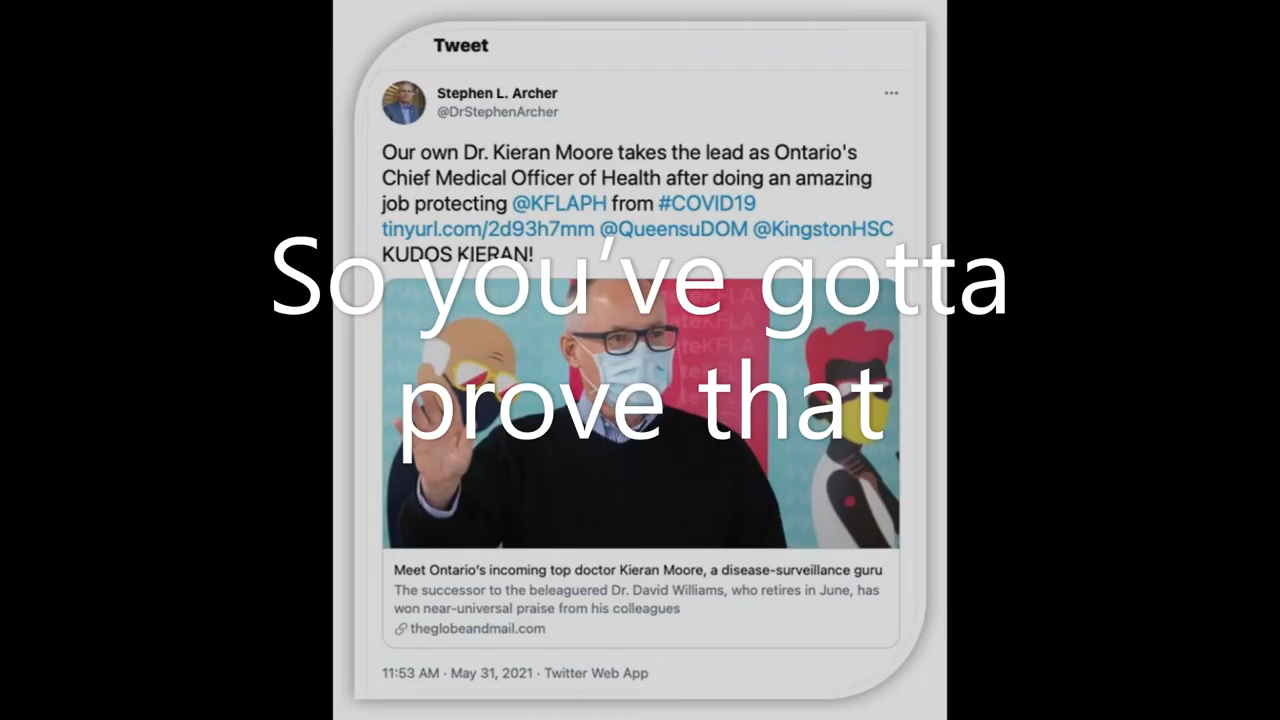 Tweet
Stephen L. Archer
@DrStephenArcher
Our own Dr. Kieran Moore takes the lead as Ontario's
Chief Medical Officer of Health after doing an amazing
job protecting @KFLAPH from #COVID19
tinyurl.com/2d93h7mm @QueensuDOM @KingstonHSC
KUDOS KIERAN!
So you’ve gotta
prove that
Meet Ontario’s incoming top doctor Kieran Moore, a disease-surveillance guru
The successor to the beleaguered Dr. David Williams, who retires in June, has
won near-universal praise from his colleagues
theglobeandmail.com
11:53 AM · May 31, 2021 · Twitter Web App